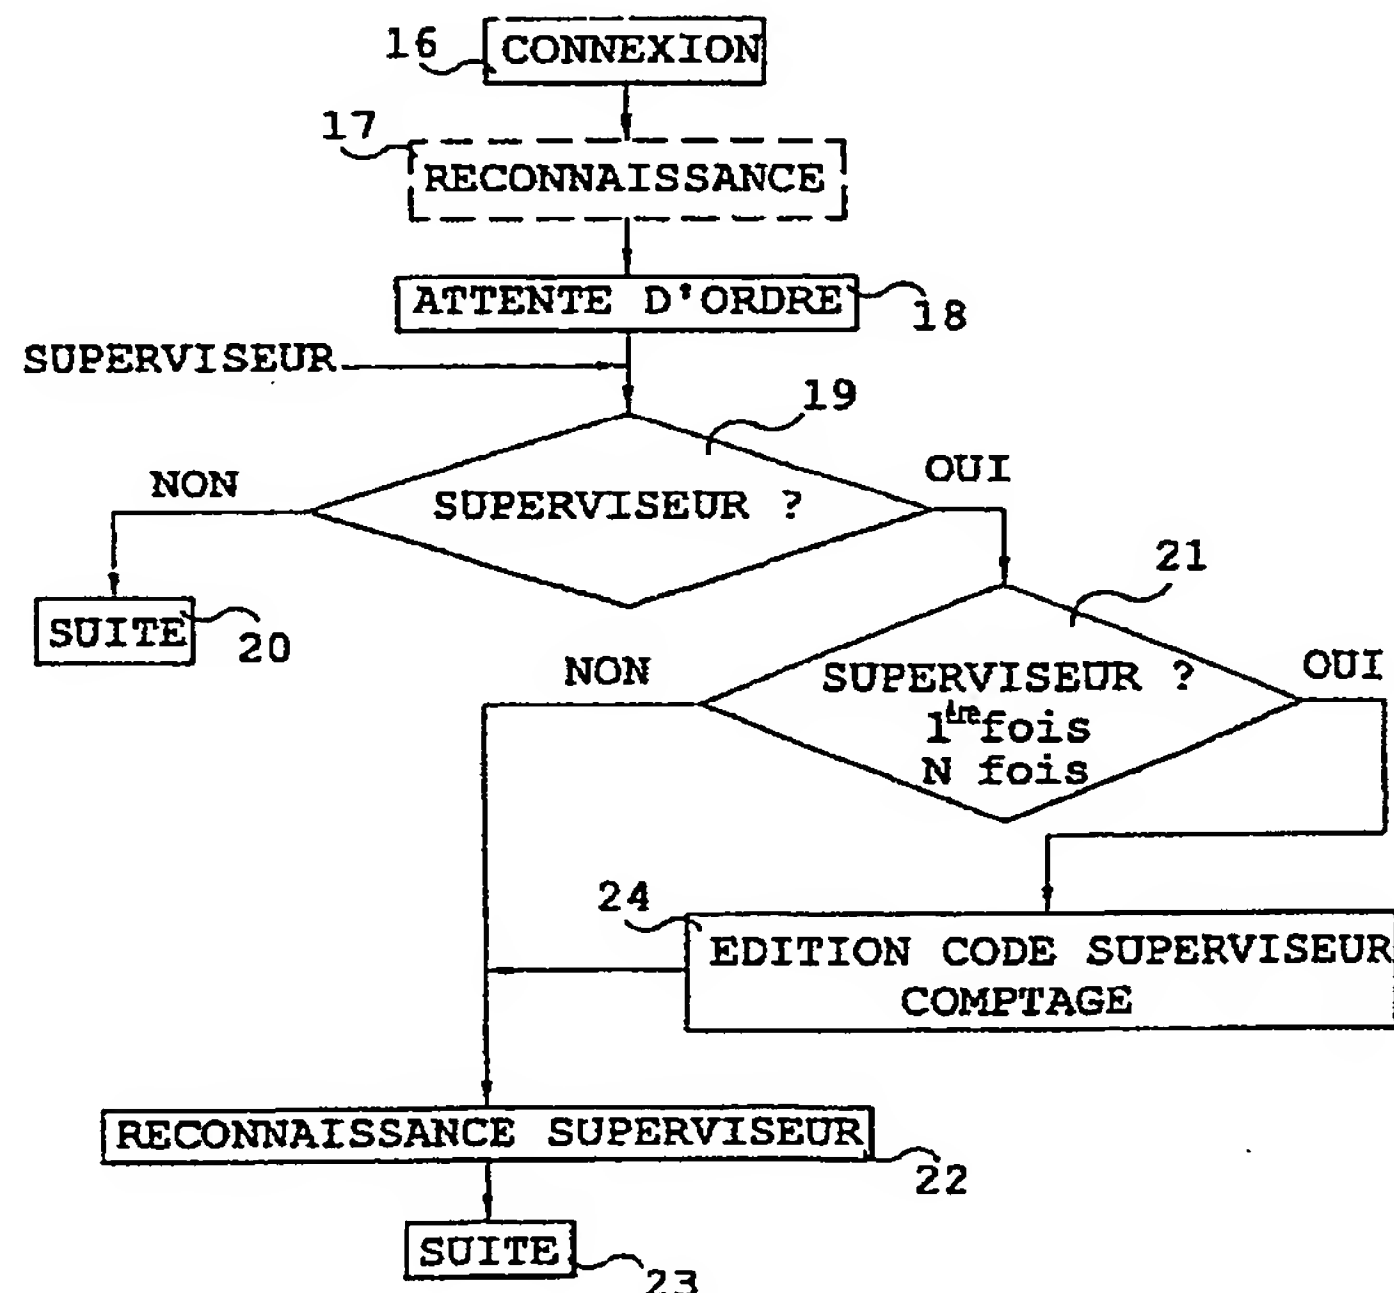 16
CONNEXION
17
RECONNAISSANCE
ATTENTE D'ORDRE
18
SUPERVISEUR
19
NON
SUPERVISEUR ?
OUI
21
SUITE
20
NON
SUPERVISEUR ?
OUI
1ère fois
N fois
24
EDITION CODE SUPERVISEUR
COMPTAGE
RECONNAISSANCE SUPERVISEUR
22
SUITE
23